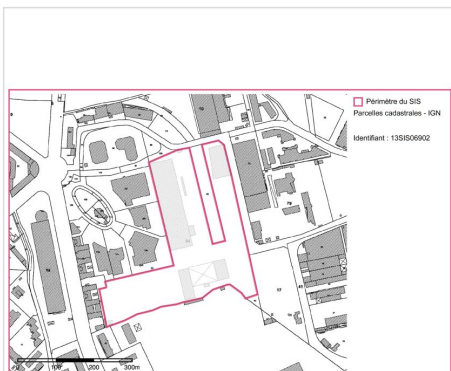 Périmètre du SIS
Parcelles cadastrales - IGN
Identifiant : 13SIS06902
0 100 200 300m